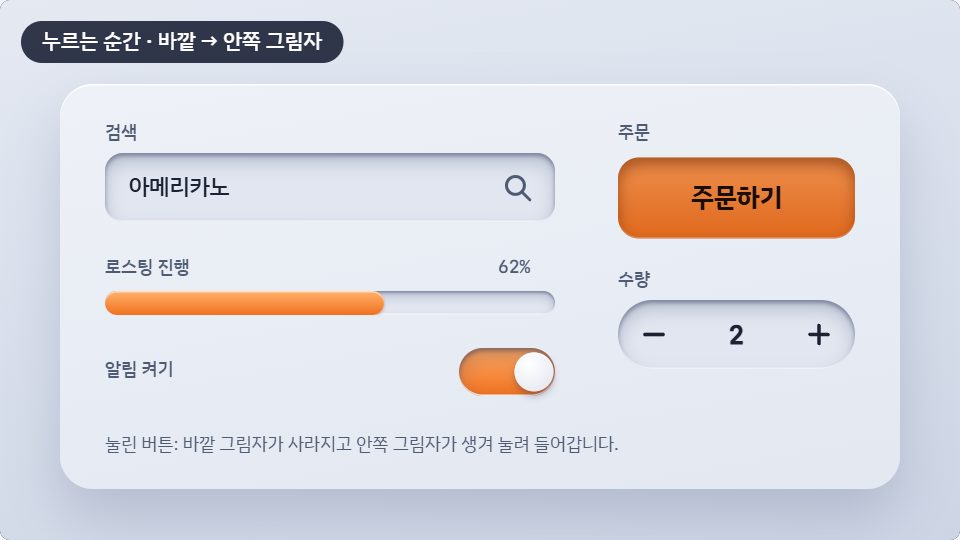 누르는 순간 · 바깥 → 안쪽 그림자
검색
아메리카노
로스팅 진행 62%
알림 켜기
주문
주문하기
수량
− 2 +
눌린 버튼: 바깥 그림자가 사라지고 안쪽 그림자가 생겨 눌려 들어갑니다.